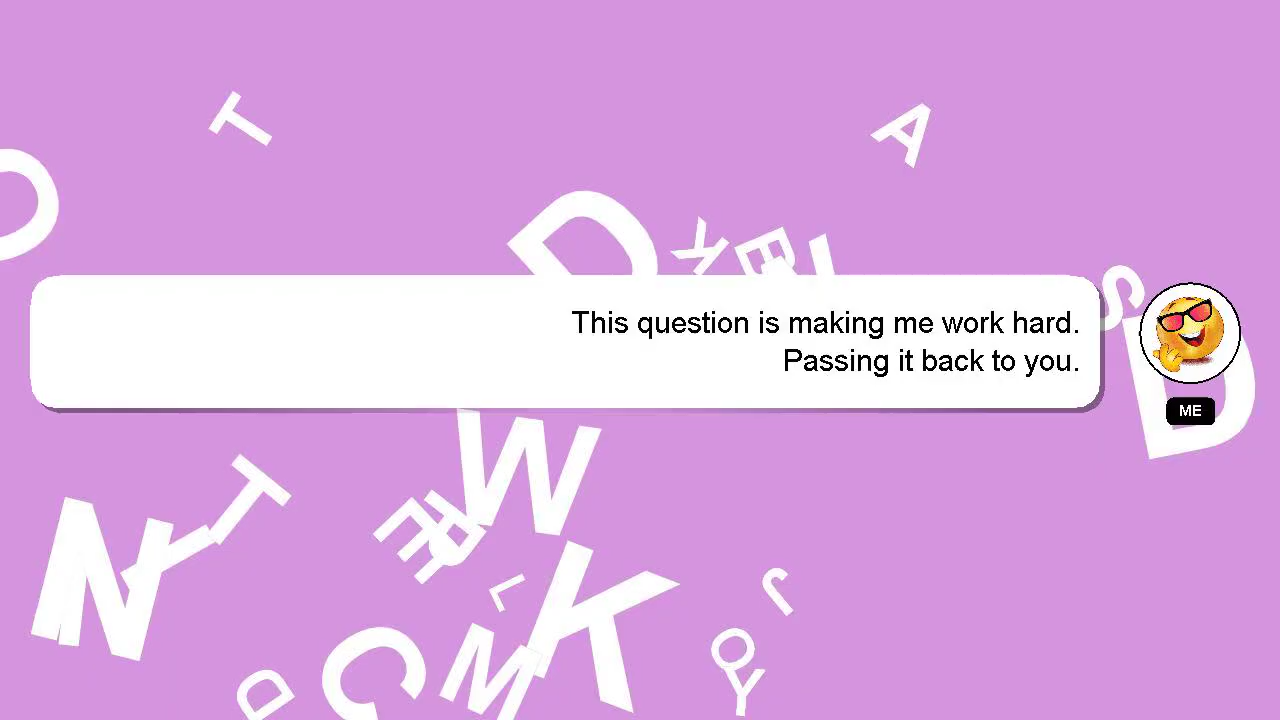 T
A
O
D
K
E
S
This question is making me work hard.
Passing it back to you.
ME
D
W
T
N
Y
E
R
L
K
J
C
M
O
Y
D